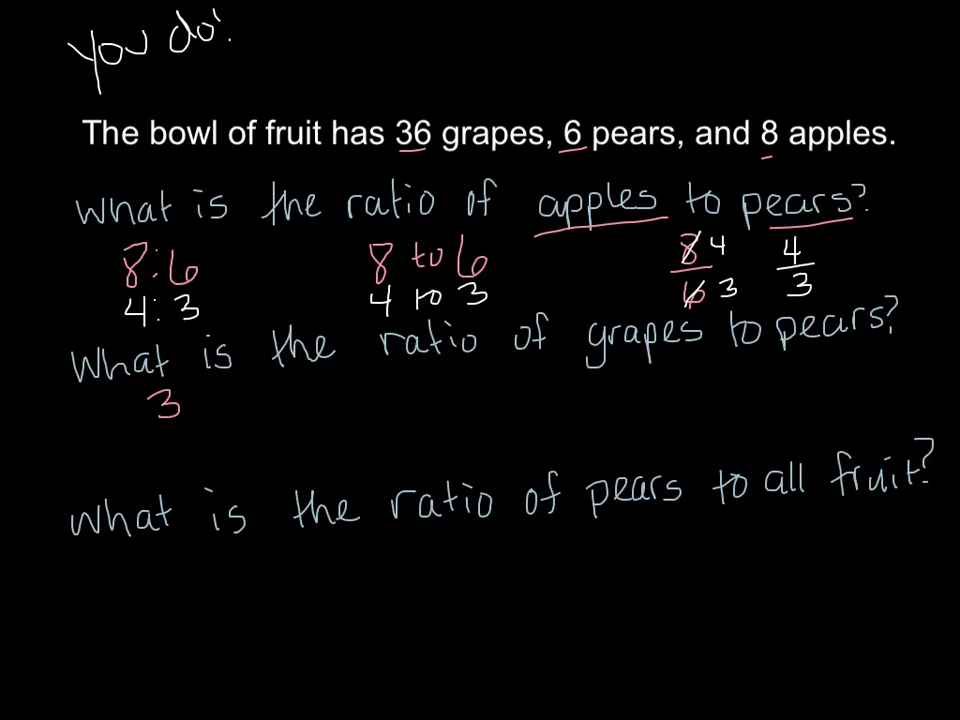 you do!
The bowl of fruit has 36 grapes, 6 pears, and 8 apples.
What is the ratio of apples to pears?
8:6 8 to 6 8/6 4/3 4/3
4:3 4 to 3
What is the ratio of grapes to pears?
3
What is the ratio of pears to all fruit?